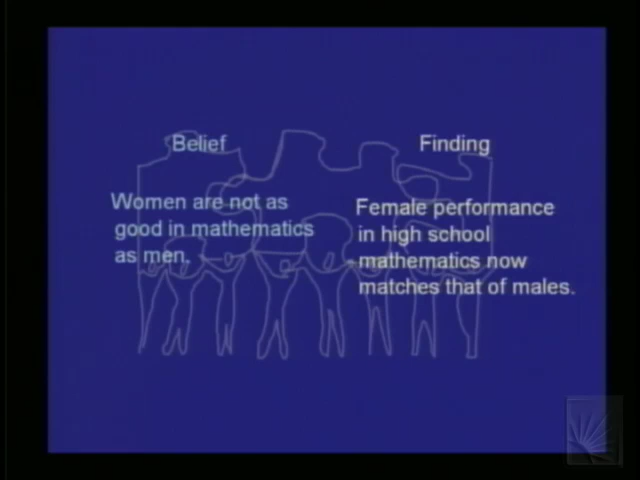 Belief
Women are not as
good in mathematics
as men.
Finding
Female performance
in high school
mathematics now
matches that of males.